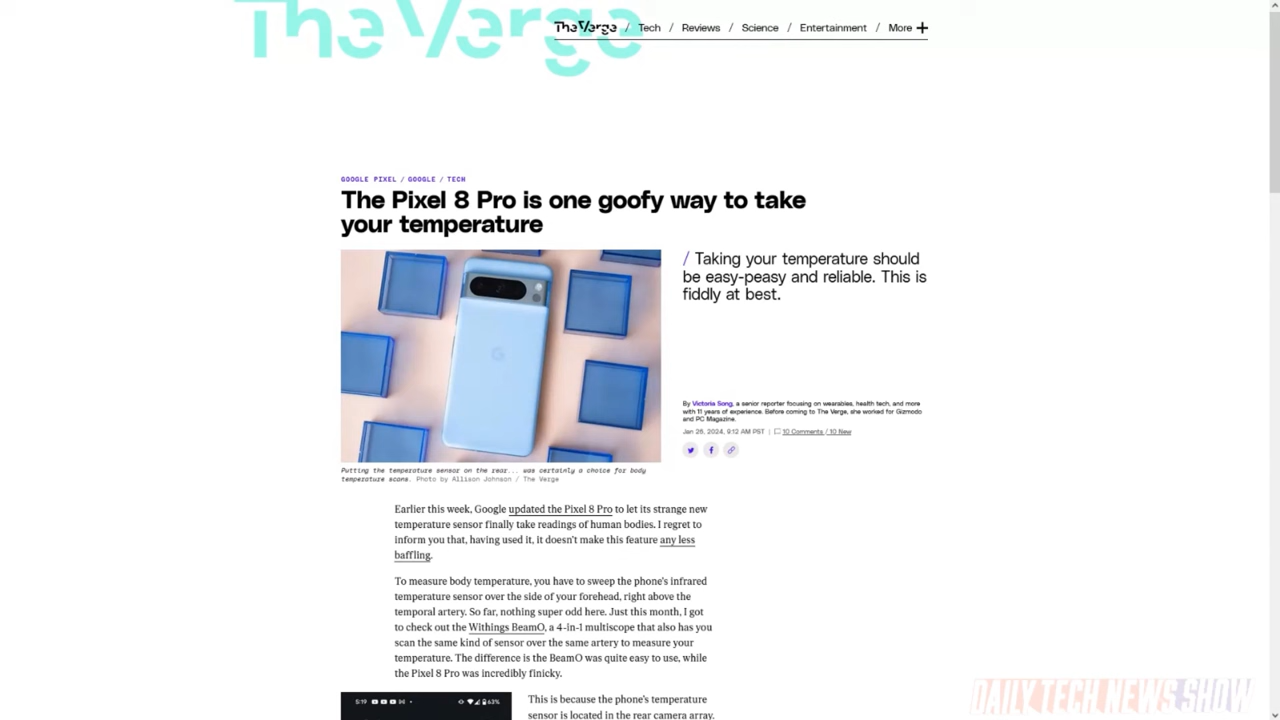 The Verge
The Verge / Tech / Reviews / Science / Entertainment / More +
GOOGLE PIXEL / GOOGLE / TECH
The Pixel 8 Pro is one goofy way to take
your temperature
/ Taking your temperature should
be easy-peasy and reliable. This is
fiddly at best.
By Victoria Song, a senior reporter focusing on wearables, health tech, and more
with 11 years of experience. Before coming to The Verge, she worked for Gizmodo
and PC Magazine.
Jan 26, 2024, 9:12 AM PST | 10 Comments / 10 New
Putting the temperature sensor on the rear... was certainly a choice for body
temperature scans. Photo by Allison Johnson / The Verge
Earlier this week, Google updated the Pixel 8 Pro to let its strange new
temperature sensor finally take readings of human bodies. I regret to
inform you that, having used it, it doesn't make this feature any less
baffling.
To measure body temperature, you have to sweep the phone's infrared
temperature sensor over the side of your forehead, right above the
temporal artery. So far, nothing super odd here. Just this month, I got
to check out the Withings BeamO, a 4-in-1 multiscope that also has you
scan the same kind of sensor over the same artery to measure your
temperature. The difference is the BeamO was quite easy to use, while
the Pixel 8 Pro was incredibly finicky.
5:19 63%
This is because the phone's temperature
sensor is located in the rear camera array.
DAILY TECH NEWS SHOW